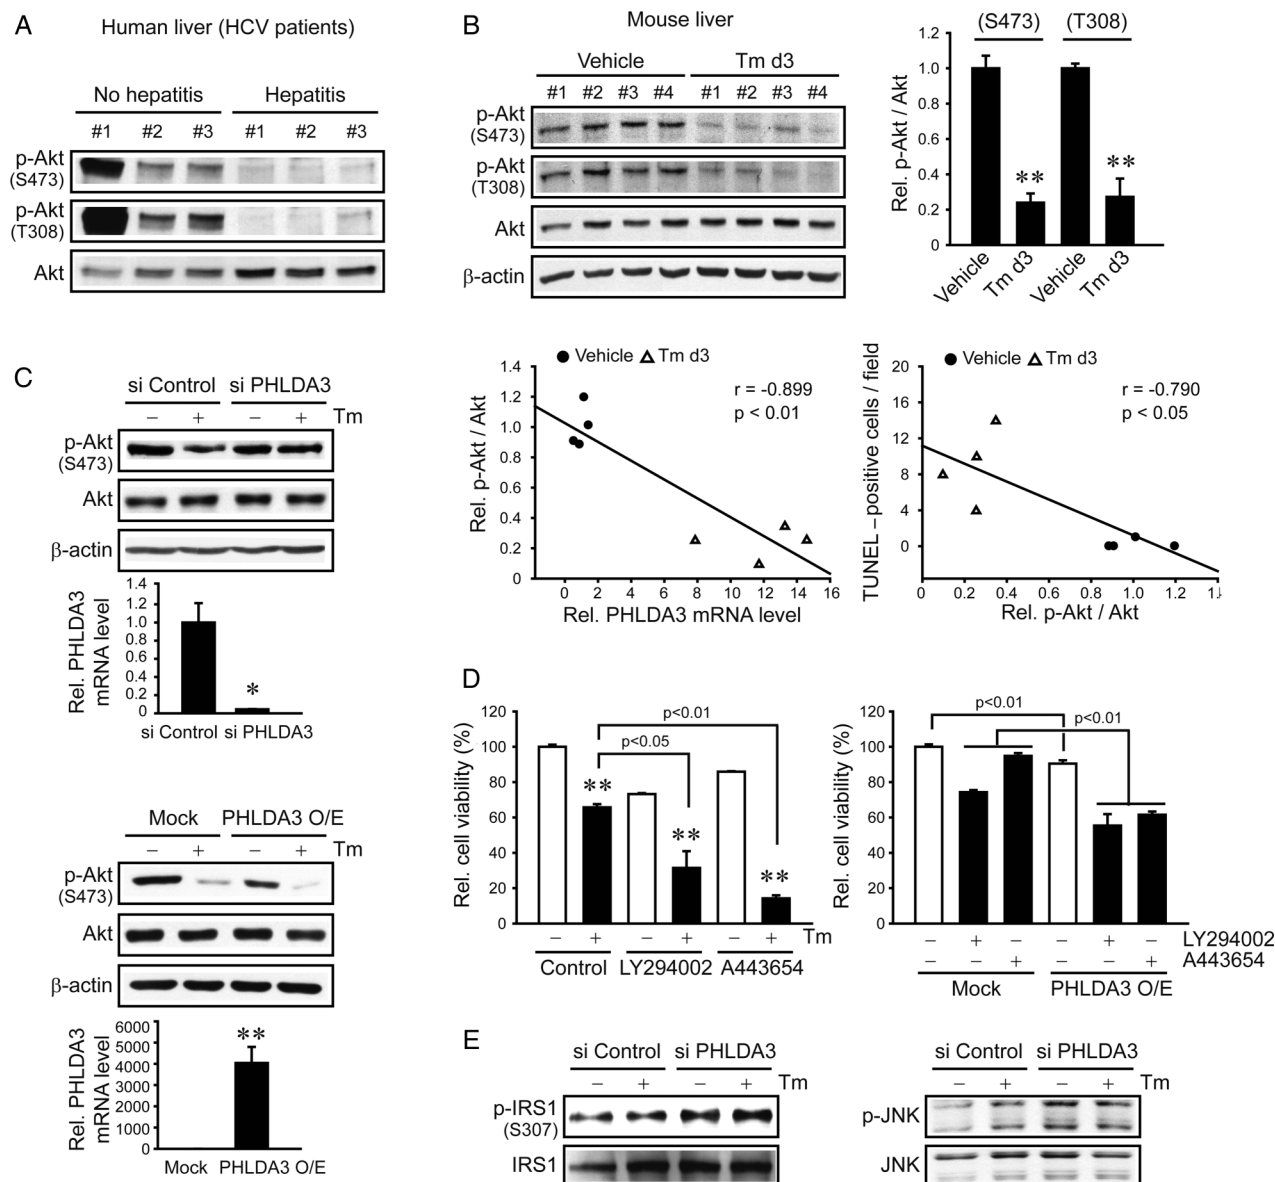 A
Human liver (HCV patients)
No hepatitis Hepatitis
#1 #2 #3 #1 #2 #3
p-Akt
(S473)
p-Akt
(T308)
Akt
B
Mouse liver
Vehicle Tm d3
#1 #2 #3 #4 #1 #2 #3 #4
p-Akt
(S473)
p-Akt
(T308)
Akt
β-actin
(S473) (T308)
Rel. p-Akt / Akt
1.2
1.0
0.8
0.6
0.4
0.2
0
** **
Vehicle Tm d3 Vehicle Tm d3
● Vehicle △ Tm d3
r = -0.899
p < 0.01
Rel. p-Akt / Akt
1.4
1.2
1.0
0.8
0.6
0.4
0.2
0
0 2 4 6 8 10 12 14 16
Rel. PHLDA3 mRNA level
● Vehicle △ Tm d3
r = -0.790
p < 0.05
TUNEL–positive cells / field
20
16
12
8
4
0
0 0.2 0.4 0.6 0.8 1.0 1.2
Rel. p-Akt / Akt
C
si Control si PHLDA3
− + − + Tm
p-Akt
(S473)
Akt
β-actin
Rel. PHLDA3
mRNA level
1.4
1.2
1.0
0.8
0.6
0.4
0.2
0
*
si Control si PHLDA3
Mock PHLDA3 O/E
− + − + Tm
p-Akt
(S473)
Akt
β-actin
Rel. PHLDA3
mRNA level
6000
5000
4000
3000
2000
1000
0
**
Mock PHLDA3 O/E
D
Rel. cell viability (%)
120
100
80
60
40
20
0
p<0.01
p<0.05
** ** **
− + − + − + Tm
Control LY294002 A443654
Rel. cell viability (%)
120
100
80
60
40
20
0
p<0.01
p<0.01
− + − − + − LY294002
− − + − − + A443654
Mock PHLDA3 O/E
E
si Control si PHLDA3
− + − + Tm
p-IRS1
(S307)
IRS1
si Control si PHLDA3
− + − + Tm
p-JNK
JNK